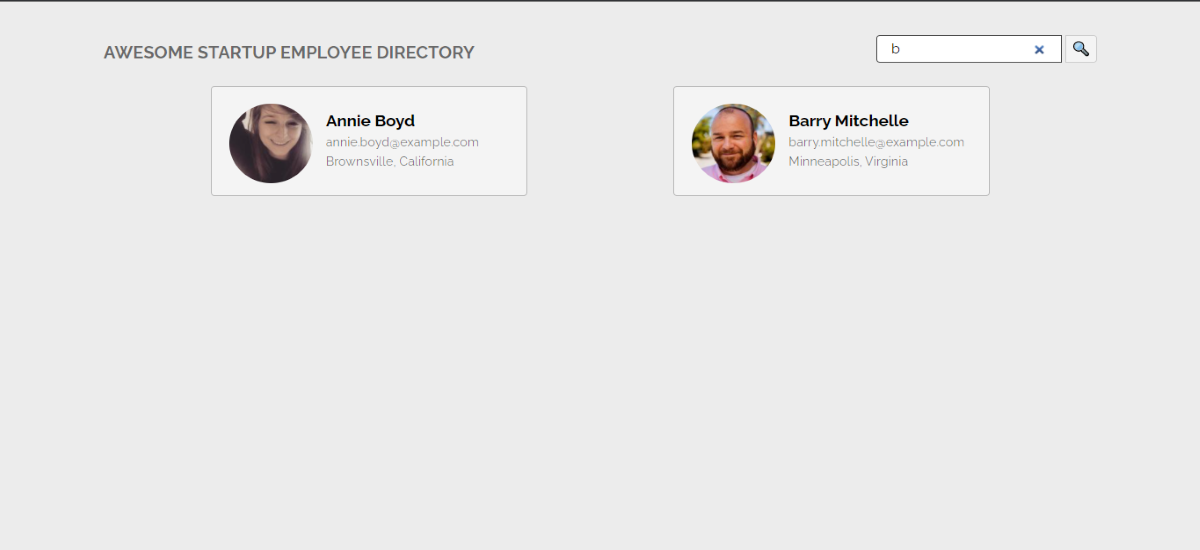 AWESOME STARTUP EMPLOYEE DIRECTORY
b
Annie Boyd
annie.boyd@example.com
Brownsville, California
Barry Mitchelle
barry.mitchelle@example.com
Minneapolis, Virginia